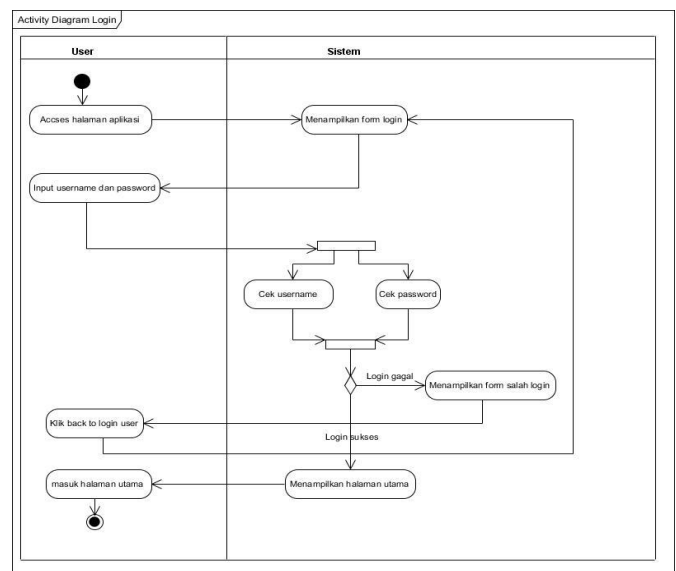 Activity Diagram Login
User
Sistem
Accses halaman aplikasi
Menampilkan form login
Input username dan password
Cek username
Cek password
Login gagal
Menampilkan form salah login
Klik back to login user
Login sukses
masuk halaman utama
Menampilkan halaman utama